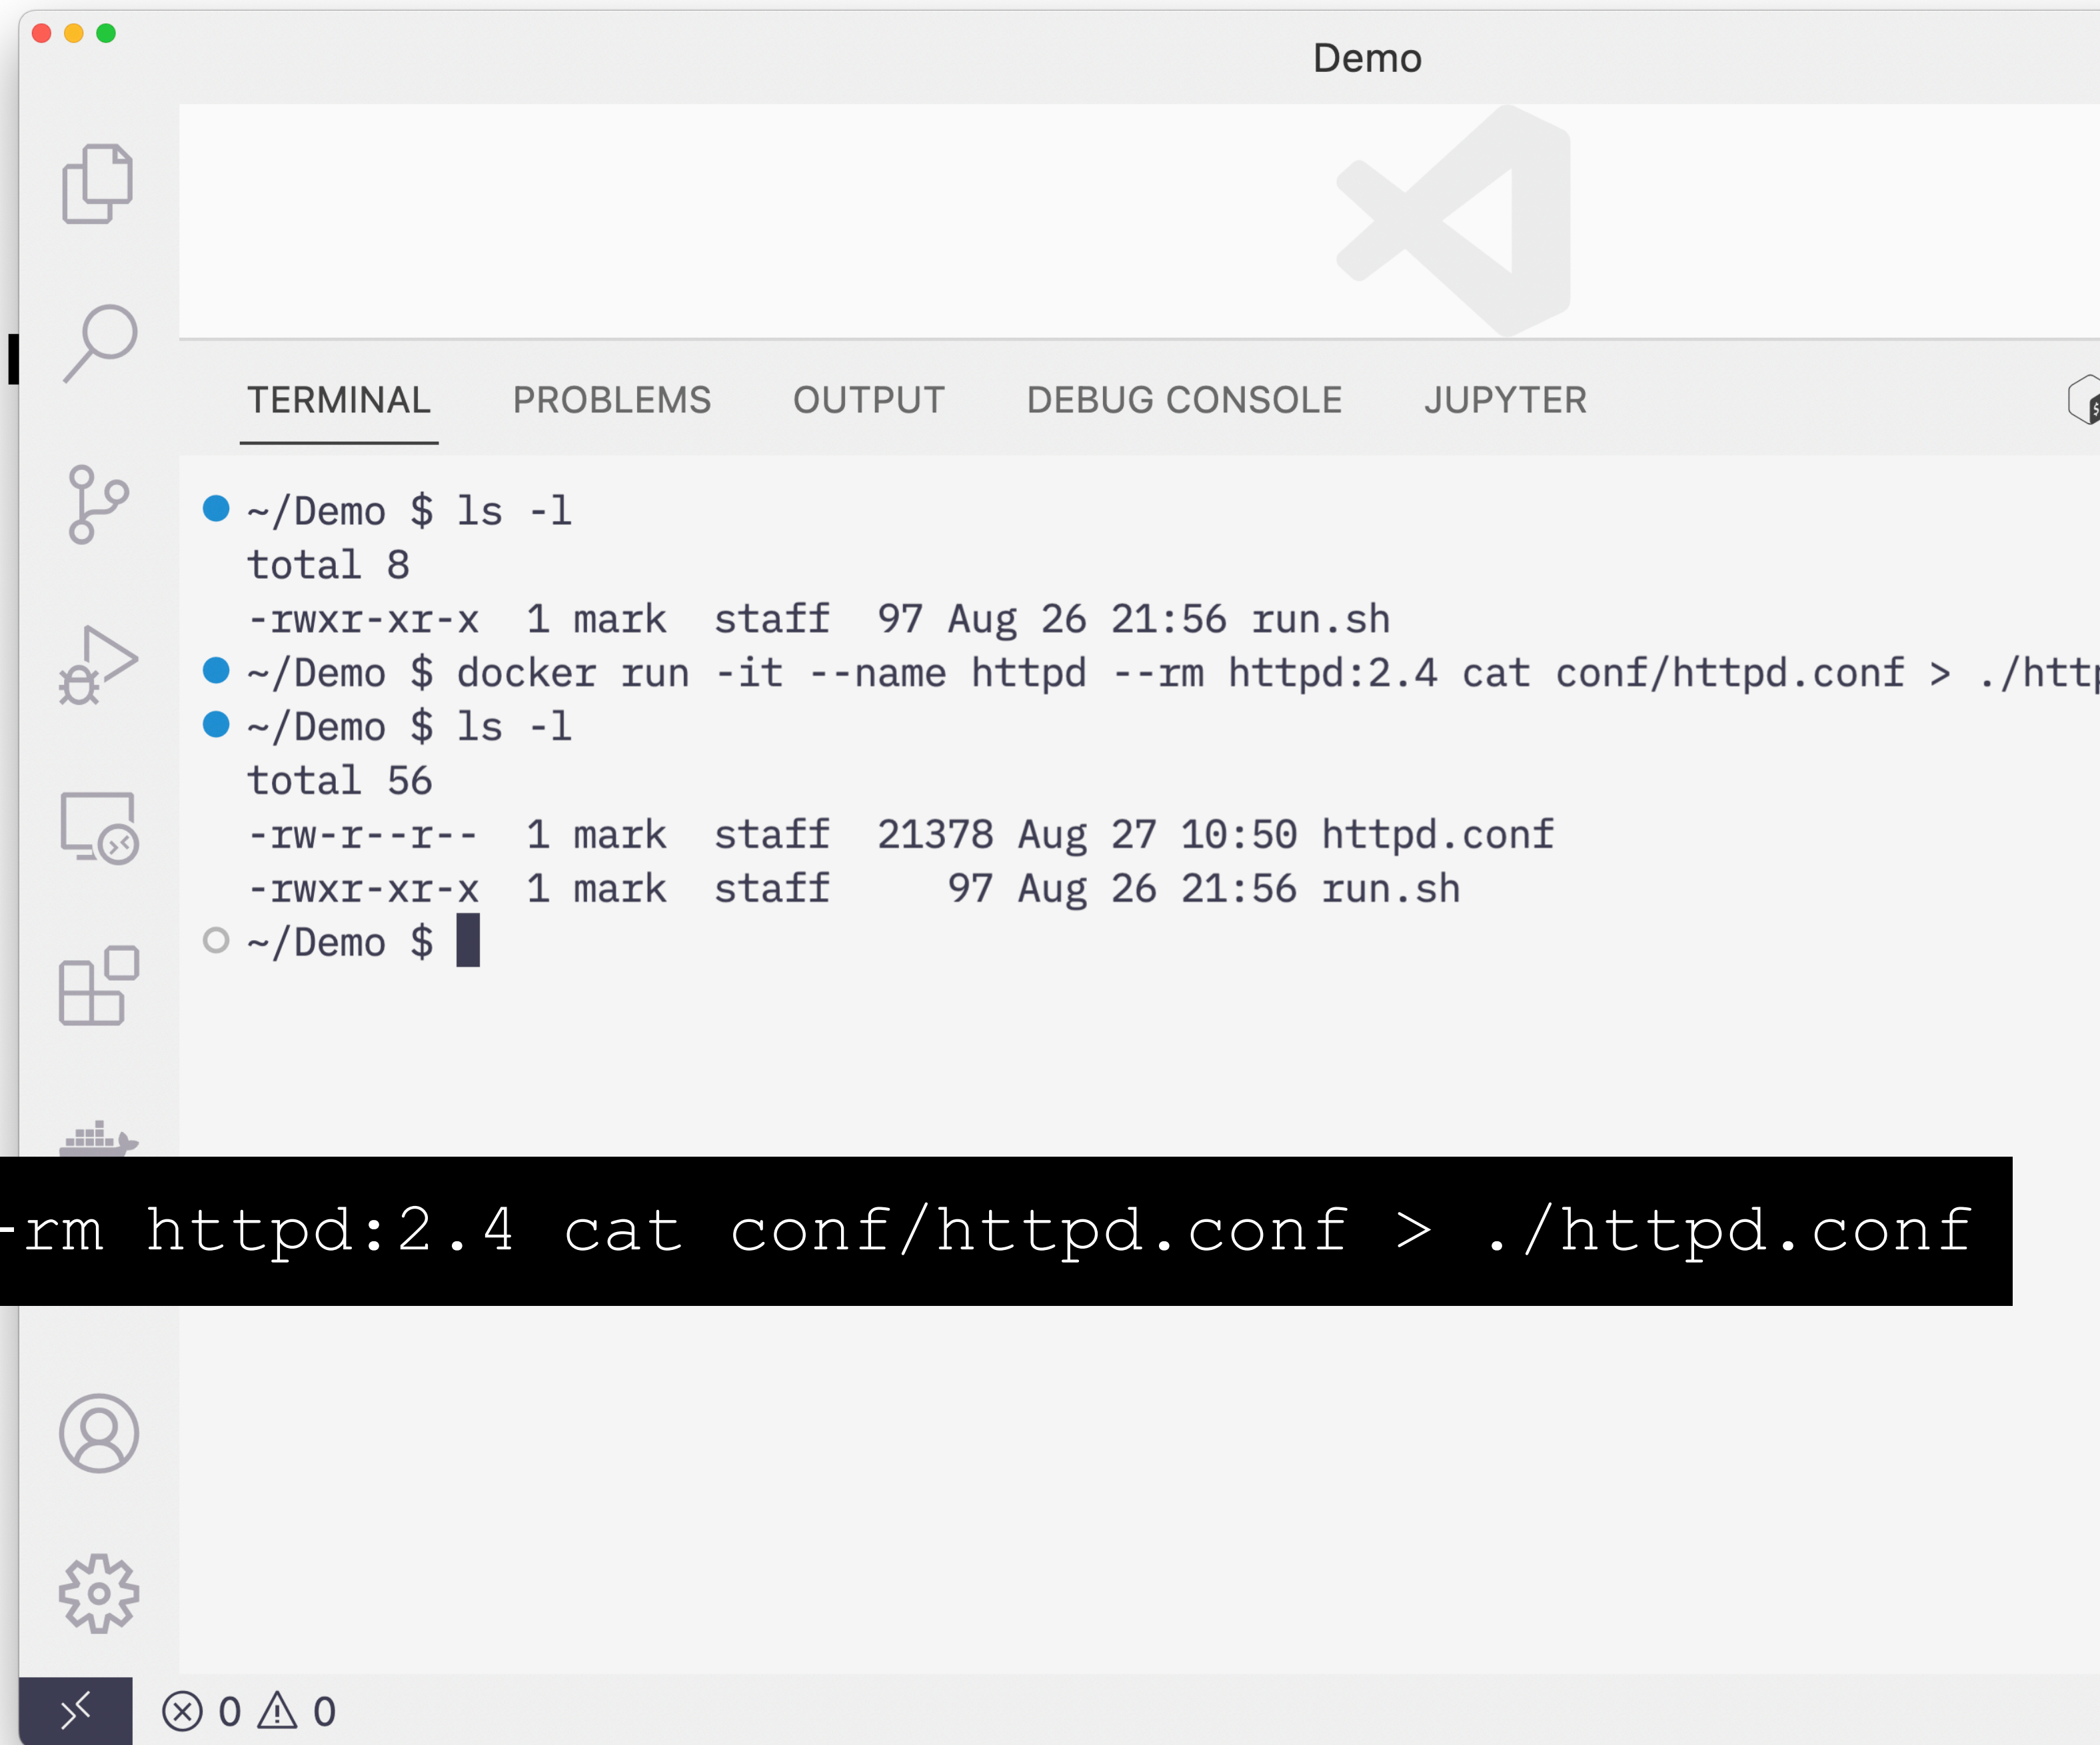 Demo
TERMINAL PROBLEMS OUTPUT DEBUG CONSOLE JUPYTER
~/Demo $ ls -l
total 8
-rwxr-xr-x  1 mark  staff  97 Aug 26 21:56 run.sh
~/Demo $ docker run -it --name httpd --rm httpd:2.4 cat conf/httpd.conf > ./http
~/Demo $ ls -l
total 56
-rw-r--r--  1 mark  staff  21378 Aug 27 10:50 httpd.conf
-rwxr-xr-x  1 mark  staff     97 Aug 26 21:56 run.sh
~/Demo $
-rm httpd:2.4 cat conf/httpd.conf > ./httpd.conf
0 0